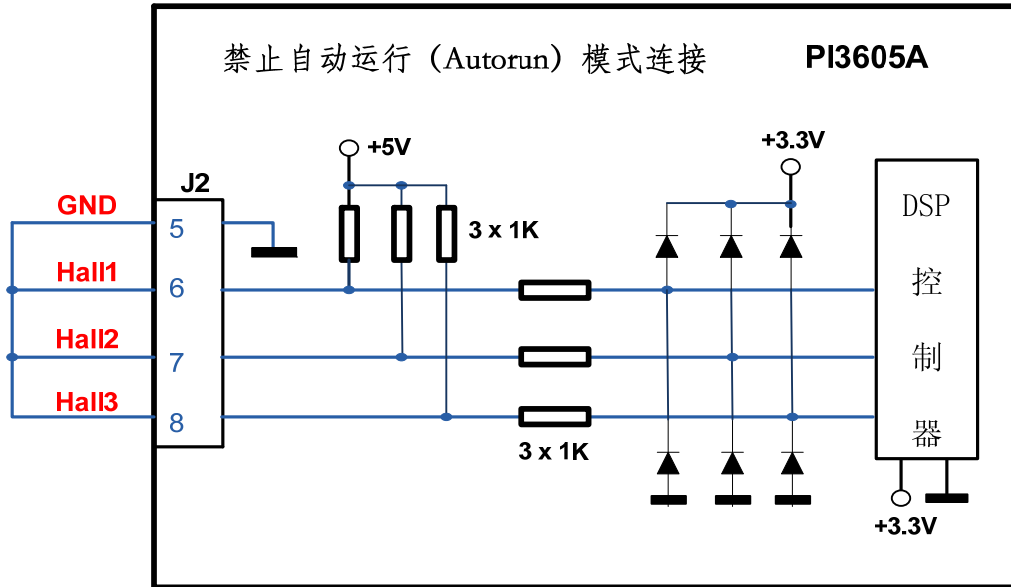 禁止自动运行（Autorun）模式连接
PI3605A
+5V
+3.3V
J2
GND
5
3 x 1K
Hall1
6
Hall2
7
Hall3
8
3 x 1K
DSP
控
制
器
+3.3V